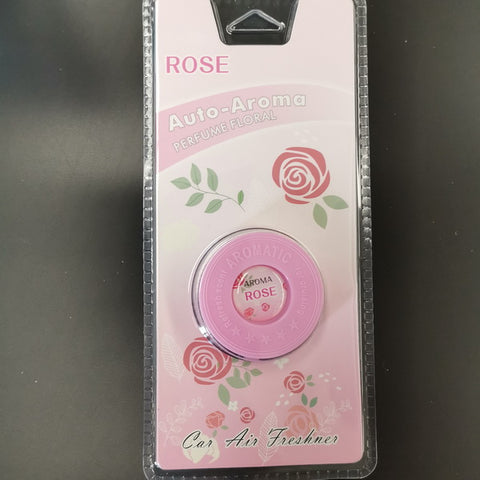 ROSE
Auto-Aroma
PERFUME FLORAL
AROMATIC
AROMA
ROSE
Car Air Freshner